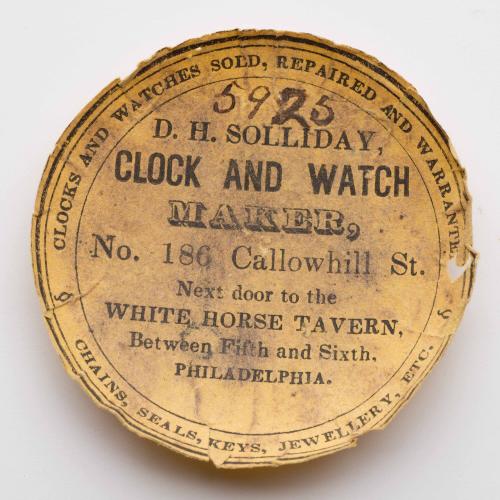 CLOCKS AND WATCHES SOLD, REPAIRED AND WARRANTE
5925
D. H. SOLLIDAY,
CLOCK AND WATCH
MAKER,
No. 186 Callowhill St.
Next door to the
WHITE HORSE TAVERN,
Between Fifth and Sixth,
PHILADELPHIA.
CHAINS, SEALS, KEYS, JEWELLERY, ETC.